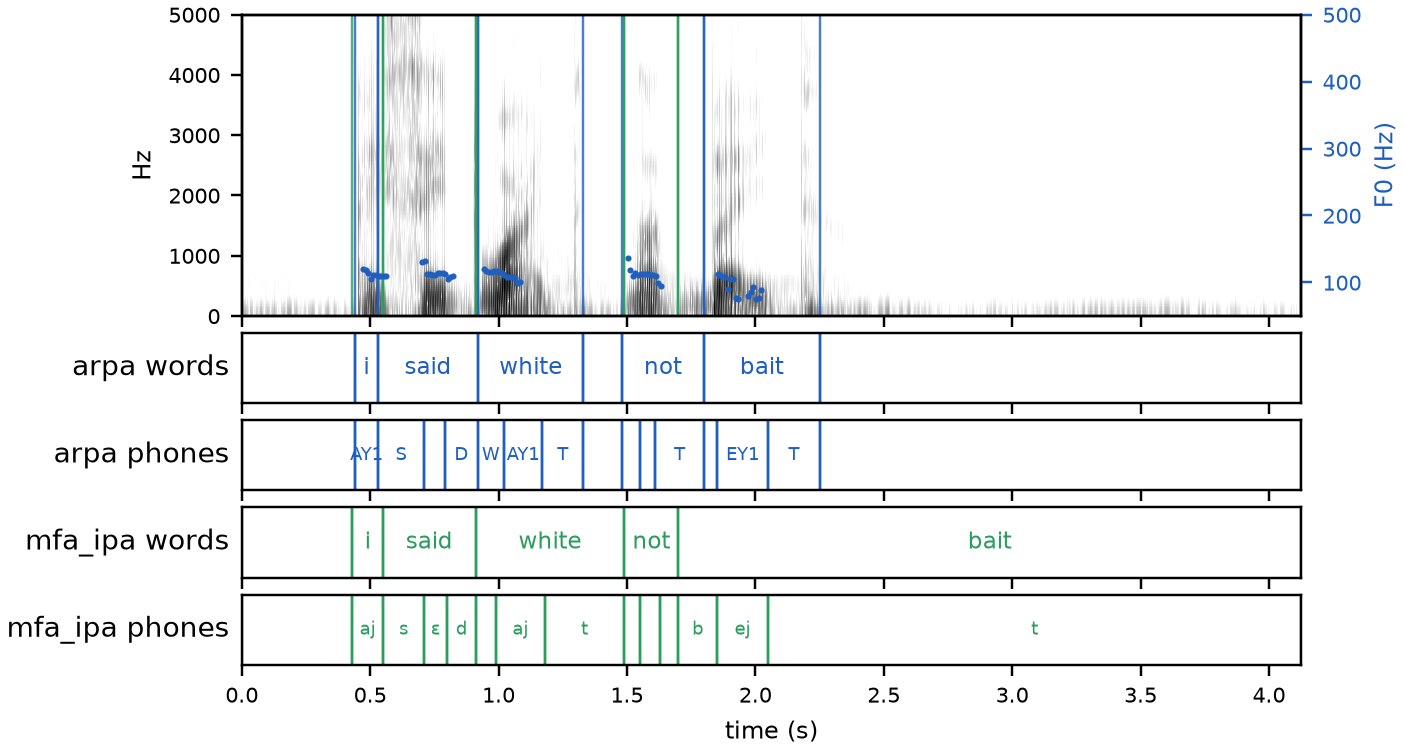 5000
4000
3000
2000
1000
0
Hz
500
400
300
200
100
F0 (Hz)
arpa words
i said white not bait
arpa phones
AY1 S D W AY1 T T EY1 T
mfa_ipa words
i said white not bait
mfa_ipa phones
aj s ɛ d aj t b ej t
0.0 0.5 1.0 1.5 2.0 2.5 3.0 3.5 4.0
time (s)